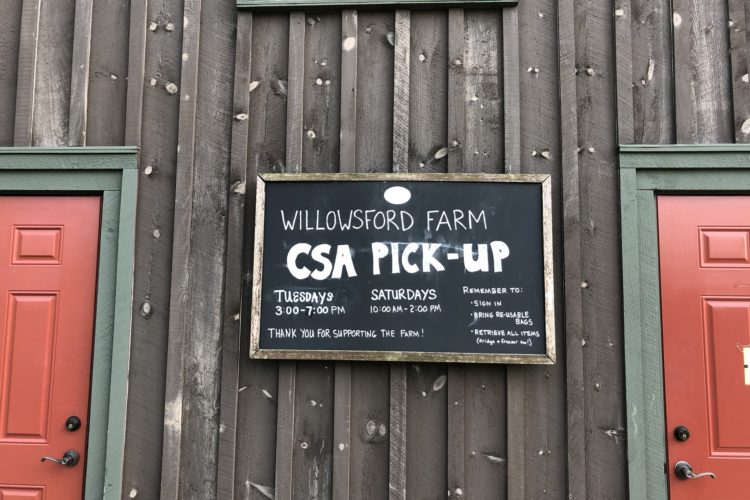 WILLOWSFORD FARM
CSA PICK-UP
TUESDAYS
3:00-7:00 PM
SATURDAYS
10:00 AM - 2:00 PM
REMEMBER TO:
· SIGN IN
· BRING RE-USABLE
BAGS
· RETRIEVE ALL ITEMS
(fridge + freezer too!)
THANK YOU FOR SUPPORTING THE FARM!